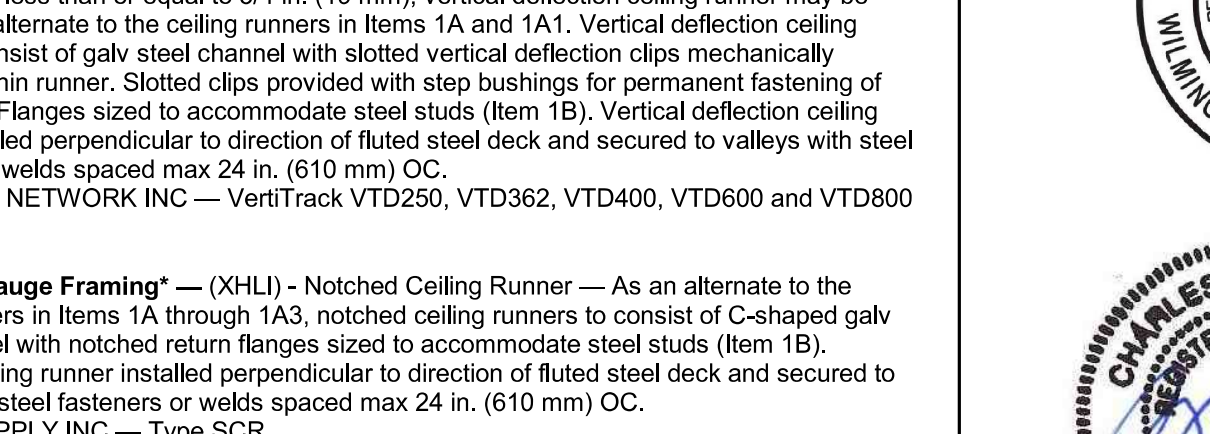 less than or equal to 3/4 in. (19 mm), vertical deflection ceiling runner may be
alternate to the ceiling runners in Items 1A and 1A1. Vertical deflection ceiling
nsist of galv steel channel with slotted vertical deflection clips mechanically
hin runner. Slotted clips provided with step bushings for permanent fastening of
Flanges sized to accommodate steel studs (Item 1B). Vertical deflection ceiling
led perpendicular to direction of fluted steel deck and secured to valleys with steel
welds spaced max 24 in. (610 mm) OC.
NETWORK INC — VertiTrack VTD250, VTD362, VTD400, VTD600 and VTD800
auge Framing* — (XHLI) - Notched Ceiling Runner — As an alternate to the
ers in Items 1A through 1A3, notched ceiling runners to consist of C-shaped galv
el with notched return flanges sized to accommodate steel studs (Item 1B).
ing runner installed perpendicular to direction of fluted steel deck and secured to
steel fasteners or welds spaced max 24 in. (610 mm) OC.
PPLY INC — Type SCR
WILMING
CHARLES
REGISTE